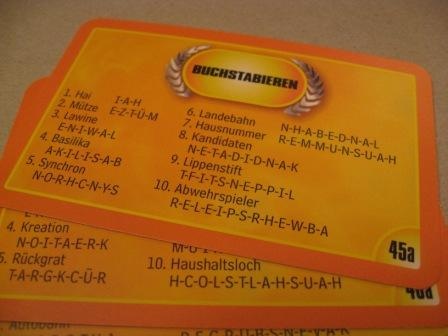 BUCHSTABIEREN
1. Hai I-A-H
2. Mütze E-Z-T-Ü-M
3. Lawine
E-N-I-W-A-L
4. Basilika
A-K-I-L-I-S-A-B
5. Synchron
N-O-R-H-C-N-Y-S
6. Landebahn N-H-A-B-E-D-N-A-L
7. Hausnummer R-E-M-M-U-N-S-U-A-H
8. Kandidaten
N-E-T-A-D-I-D-N-A-K
9. Lippenstift
T-F-I-T-S-N-E-P-P-I-L
10. Abwehrspieler
R-E-L-E-I-P-S-R-H-E-W-B-A
45a
4. Kreation
N-O-I-T-A-E-R-K
5. Rückgrat
T-A-R-G-K-C-Ü-R
10. Haushaltsloch
H-C-O-L-S-T-L-A-H-S-U-A-H